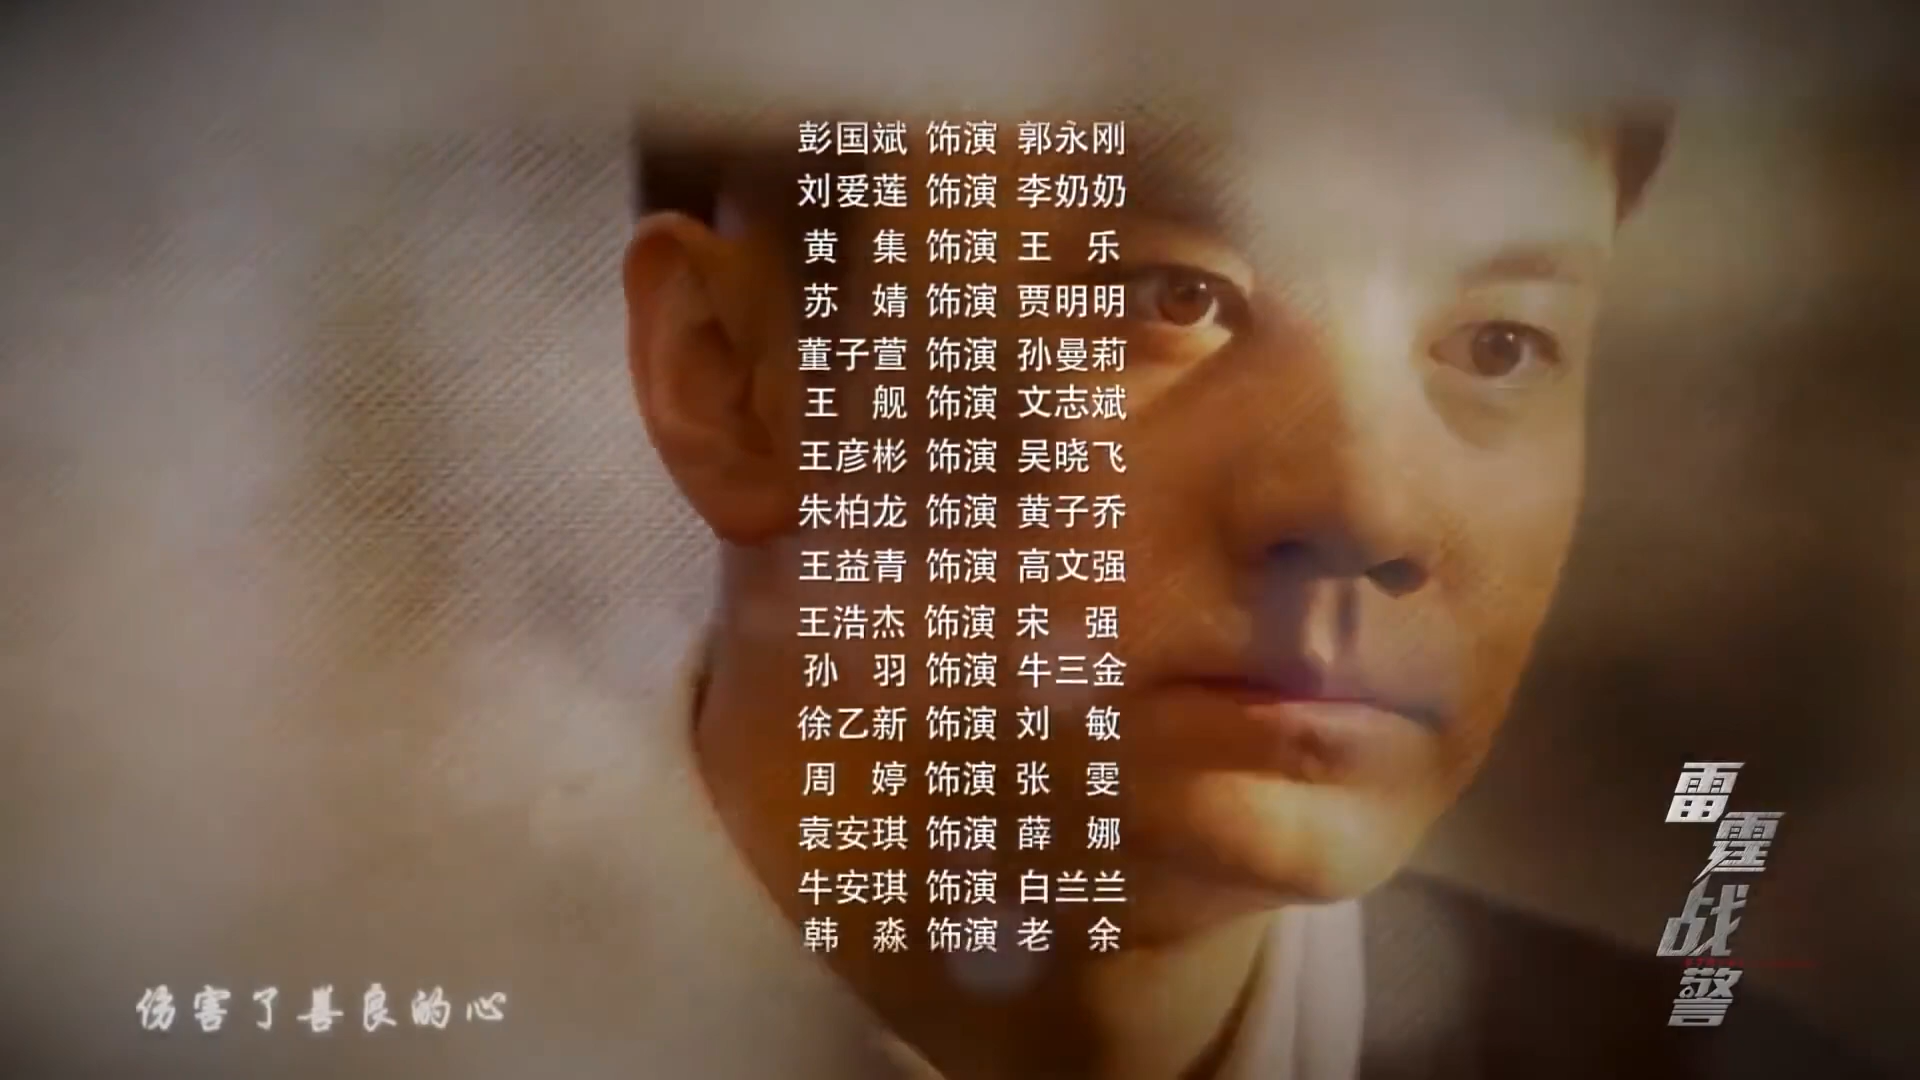 彭国斌 饰演 郭永刚
刘爱莲 饰演 李奶奶
黄 集 饰演 王 乐
苏 婧 饰演 贾明明
董子萱 饰演 孙曼莉
王 舰 饰演 文志斌
王彦彬 饰演 吴晓飞
朱柏龙 饰演 黄子乔
王益青 饰演 高文强
王浩杰 饰演 宋 强
孙 羽 饰演 牛三金
徐乙新 饰演 刘 敏
周 婷 饰演 张 雯
袁安琪 饰演 薛 娜
牛安琪 饰演 白兰兰
韩 淼 饰演 老 余
伤害了善良的心
雷霆战警